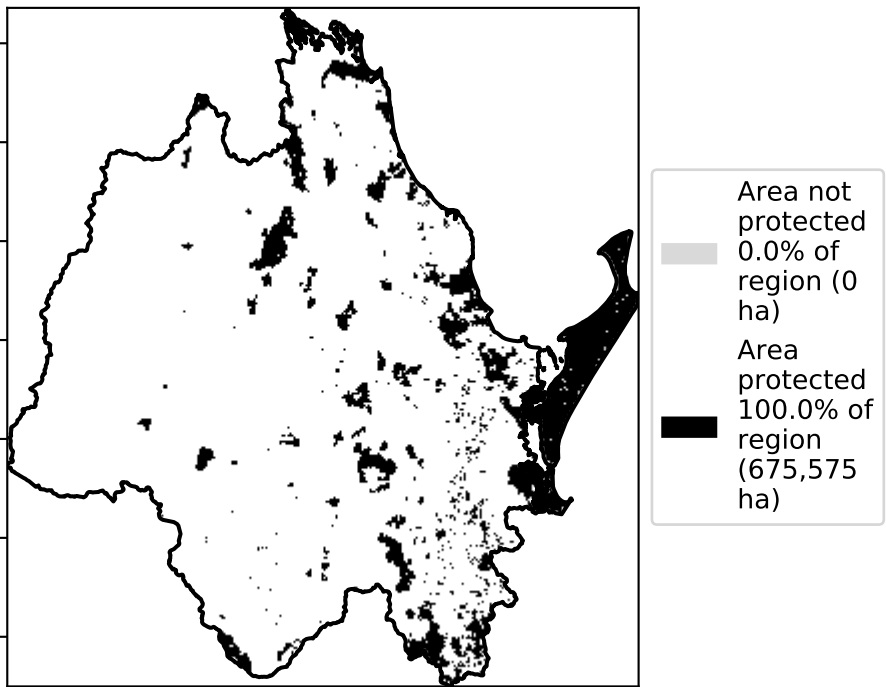 Area not
protected
0.0% of
region (0
ha)
Area
protected
100.0% of
region
(675,575
ha)